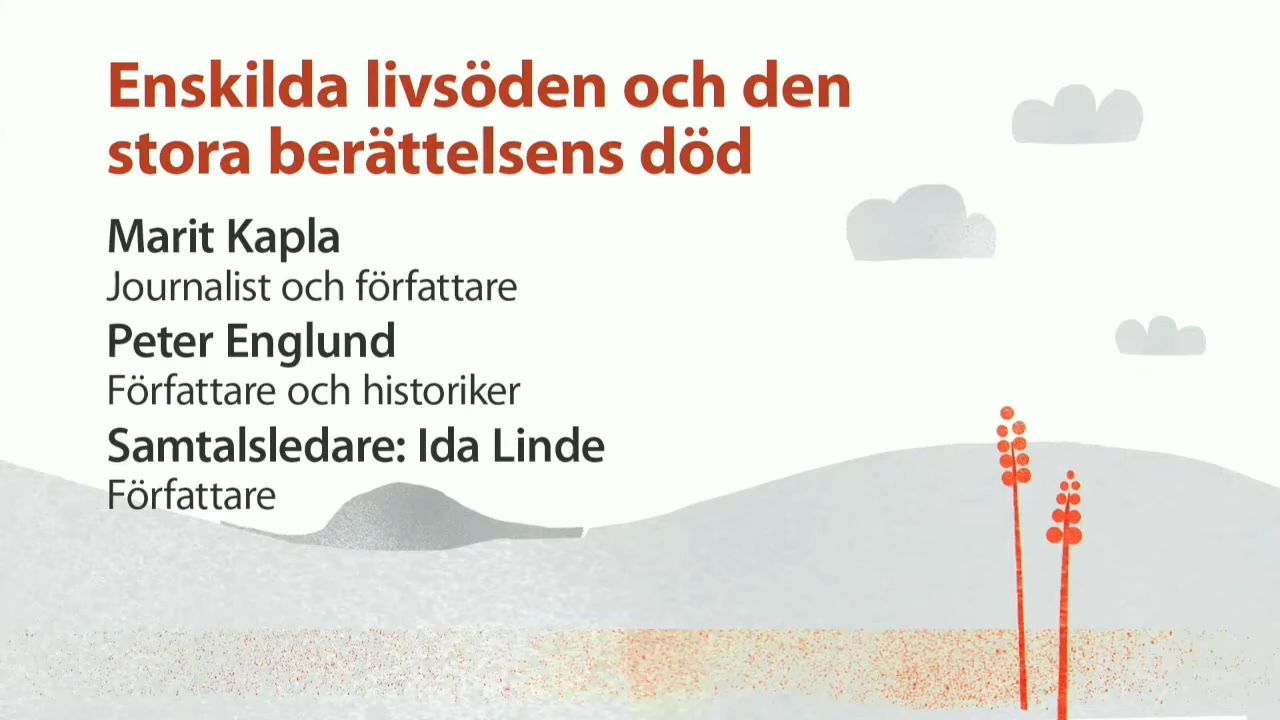 Enskilda livsöden och den
stora berättelsens död
Marit Kapla
Journalist och författare
Peter Englund
Författare och historiker
Samtalsledare: Ida Linde
Författare